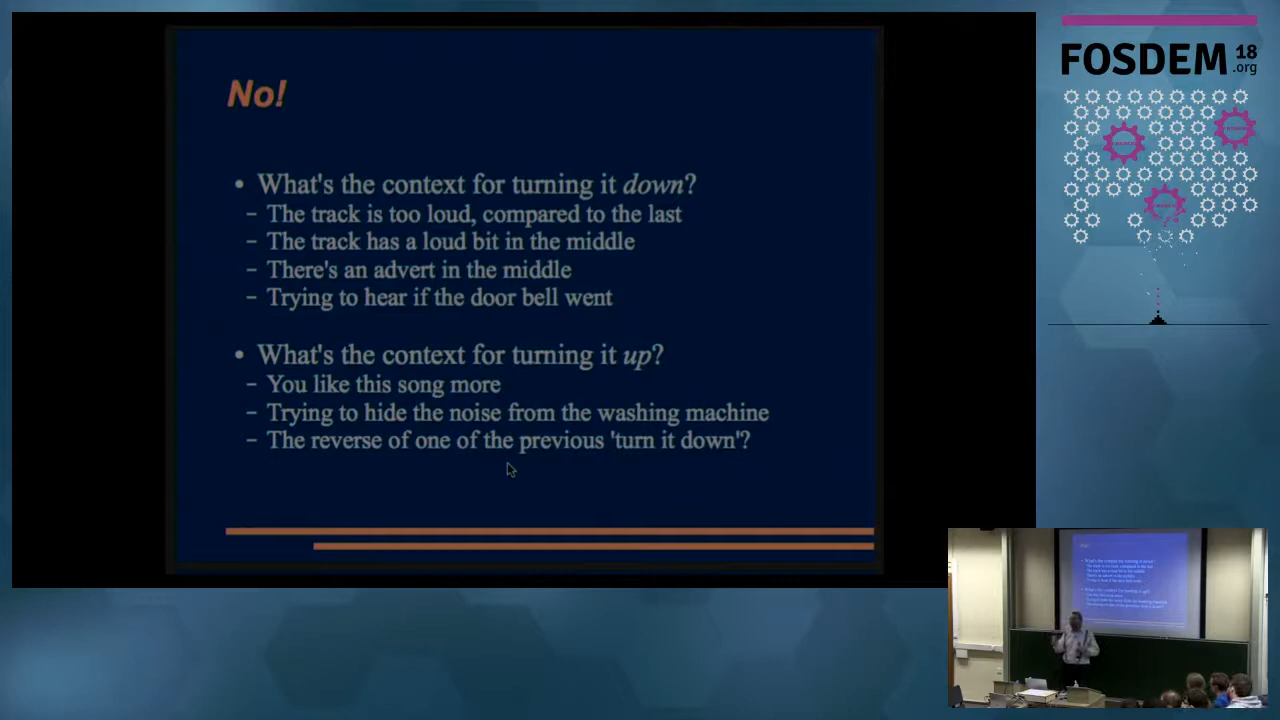 No!
• What's the context for turning it down?
– The track is too loud, compared to the last
– The track has a loud bit in the middle
– There's an advert in the middle
– Trying to hear if the door bell went
• What's the context for turning it up?
– You like this song more
– Trying to hide the noise from the washing machine
– The reverse of one of the previous 'turn it down'?
FOSDEM 18
.org